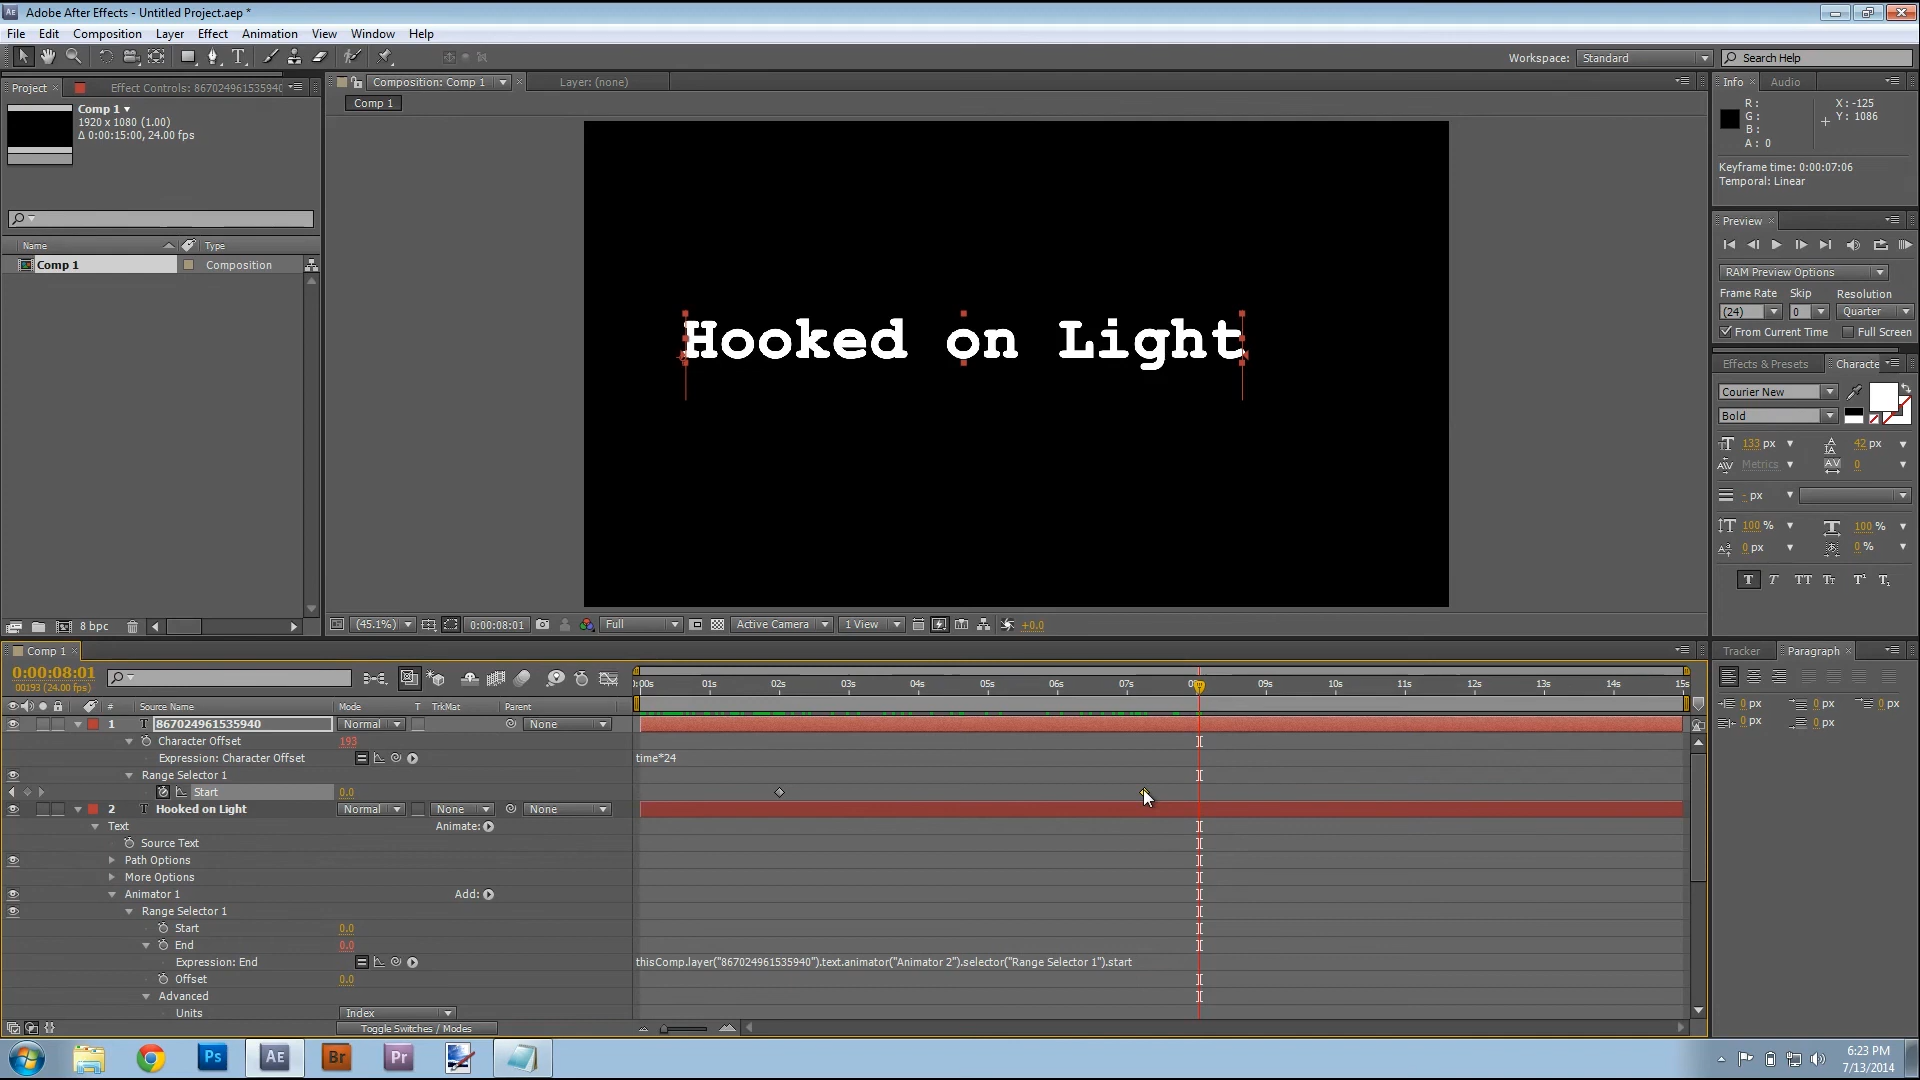 AE Adobe After Effects - Untitled Project.aep *
File Edit Composition Layer Effect Animation View Window Help
Workspace: Standard Search Help
Project Effect Controls: 867024961535940
Composition: Comp 1 Layer: (none)
Info Audio
Comp 1
1920 x 1080 (1.00)
Δ 0:00:15:00, 24.00 fps
Comp 1
R: X: -125
G: Y: 1086
B:
A: 0
Keyframe time: 0:00:07:06
Temporal: Linear
Preview
Name Type
Comp 1 Composition
RAM Preview Options
Frame Rate Skip Resolution
(24) 0 Quarter
From Current Time Full Screen
Hooked on Light
Effects & Presets Characte
Courier New
Bold
133 px 42 px
Metrics 0
- px
100 % 100 %
0 px 0 %
T T TT Tt T¹ T₁
8 bpc
(45.1%) 0:00:08:01 Full Active Camera 1 View +0.0
Comp 1
Tracker Paragraph
0:00:08:01
00193 (24.00 fps)
0:00s 01s 02s 03s 04s 05s 06s 07s 09s 10s 11s 12s 13s 14s 15s
# Source Name Mode T TrkMat Parent
0 px 0 px 0 px
0 px 0 px
1 T 867024961535940 Normal None
Character Offset 193
Expression: Character Offset time*24
Range Selector 1
Start 0.0
2 T Hooked on Light Normal None None
Text Animate:
Source Text
Path Options
More Options
Animator 1 Add:
Range Selector 1
Start 0.0
End 0.0
Expression: End thisComp.layer("867024961535940").text.animator("Animator 2").selector("Range Selector 1").start
Offset 0.0
Advanced
Units Index
Toggle Switches / Modes
Ps AE Br Pr
6:23 PM
7/13/2014